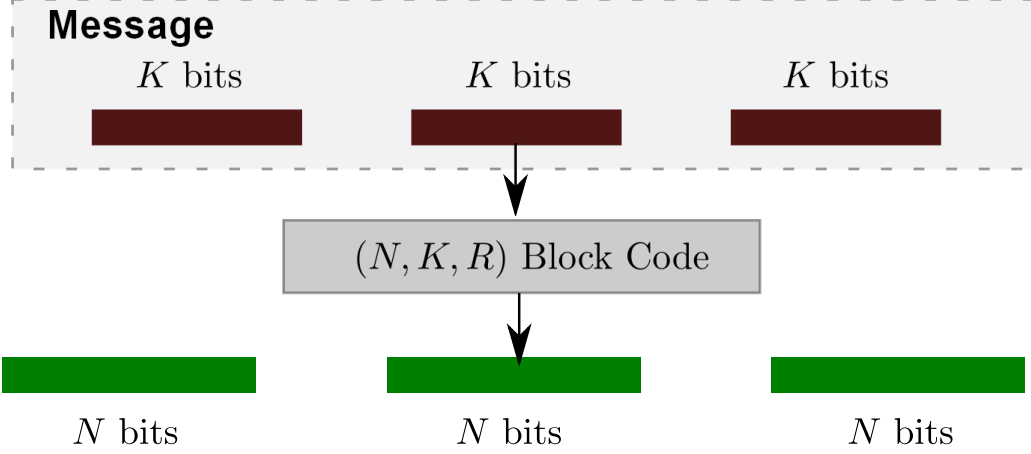 Message
K bits K bits K bits
(N, K, R) Block Code
N bits N bits N bits